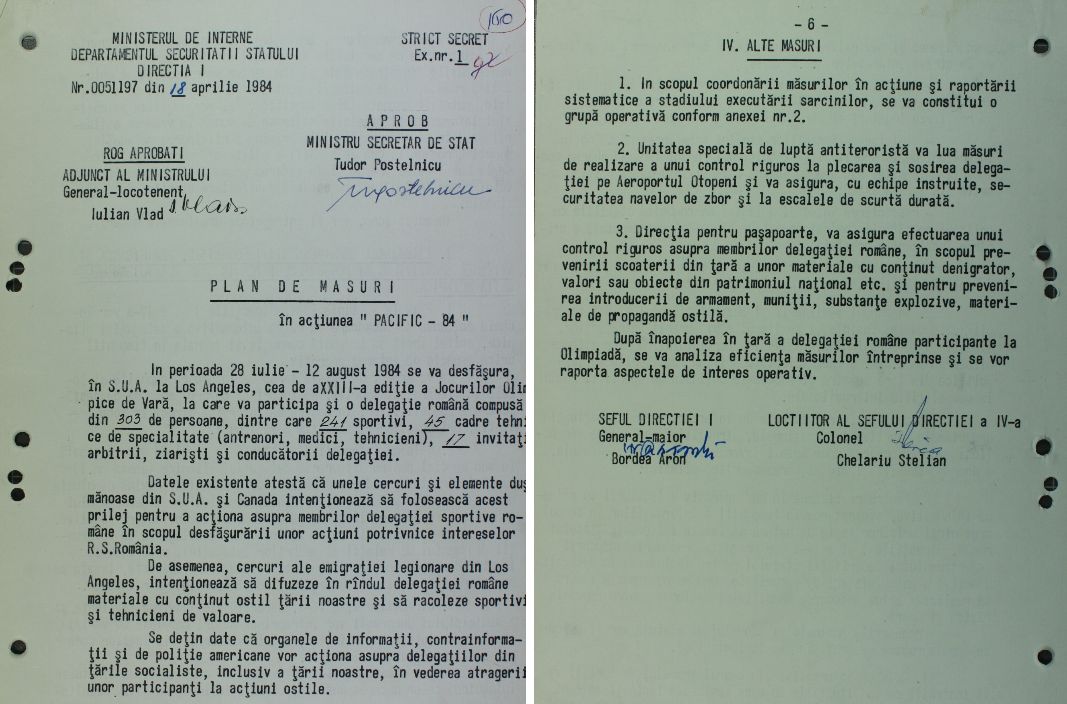 160
MINISTERUL DE INTERNE
DEPARTAMENTUL SECURITATII STATULUI
DIRECTIA I
Nr.0051197 din 18 aprilie 1984
STRICT SECRET
Ex.nr.1
ROG APROBATI
ADJUNCT AL MINISTRULUI
General-locotenent,
Iulian Vlad
A P R O B
MINISTRU SECRETAR DE STAT
Tudor Postelnicu
P L A N   D E   M A S U R I
în acţiunea " PACIFIC - 84 "
In perioada 28 iulie - 12 august 1984 se va desfăşura,
în S.U.A. la Los Angeles, cea de aXXIII-a ediţie a Jocurilor Olim
pice de Vară, la care va participa şi o delegaţie română compusă
din 303 de persoane, dintre care 241 sportivi, 45 cadre tehni
ce de specialitate (antrenori, medici, tehnicieni), 17 invitaţi
arbitrii, ziarişti şi conducătorii delegaţiei.
Datele existente atestă că unele cercuri şi elemente duş
mănoase din S.U.A. şi Canada intenţionează să folosească acest
prilej pentru a acţiona asupra membrilor delegaţiei sportive ro-
mâne în scopul desfăşurării unor acţiuni potrivnice intereselor
R.S.România.
De asemenea, cercuri ale emigraţiei legionare din Los
Angeles, intenţionează să difuzeze în rîndul delegaţiei române
materiale cu conţinut ostil ţării noastre şi să racoleze sportivi
şi tehnicieni de valoare.
Se deţin date că organele de informaţii, contrainforma-
ţii şi de poliţie americane vor acţiona asupra delegaţiilor din
ţările socialiste, inclusiv a ţării noastre, în vederea atragerii
unor participanţi la acţiuni ostile.
- 6 -
IV. ALTE MASURI
1. In scopul coordonării măsurilor în acţiune şi raportării
sistematice a stadiului executării sarcinilor, se va constitui o
grupă operativă conform anexei nr.2.
2. Unitatea specială de luptă antiteroristă va lua măsuri
de realizare a unui control riguros la plecarea şi sosirea delega-
ţiei pe Aeroportul Otopeni şi va asigura, cu echipe instruite, se-
curitatea navelor de zbor şi la escalele de scurtă durată.
3. Direcţia pentru paşapoarte, va asigura efectuarea unui
control riguros asupra membrilor delegaţiei române, în scopul pre-
venirii scoaterii din ţară a unor materiale cu conţinut denigrator,
valori sau obiecte din patrimoniul naţional etc. şi pentru preveni-
rea introducerii de armament, muniţii, substanţe explozive, materi-
ale de propagandă ostilă.
După înapoierea în ţară a delegaţiei române participante la
Olimpiadă, se va analiza eficienţa măsurilor întreprinse şi se vor
raporta aspectele de interes operativ.
SEFUL DIRECTIEI I
General-maior
Bordea Aron
LOCTIITOR AL SEFULUI DIRECTIEI a IV-a
Colonel
Chelariu Stelian